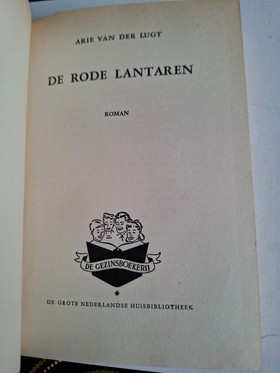 ARIE VAN DER LUGT
DE RODE LANTAREN
ROMAN
DE GEZINSBOEKERIJ
DE GROTE NEDERLANDSE HUISBIBLIOTHEEK